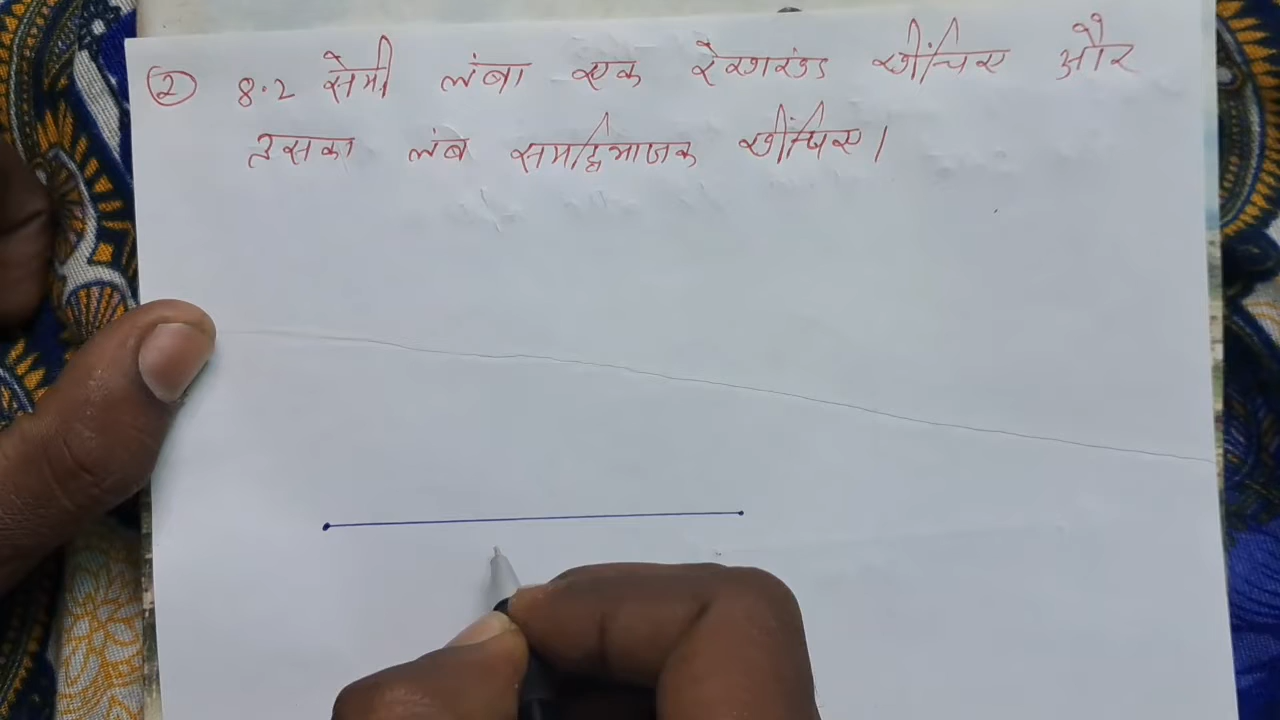 ② 8.2 सेमी लंबा एक रेखाखंड खींचिए और
उसका लंब समद्विभाजक खींचिए।